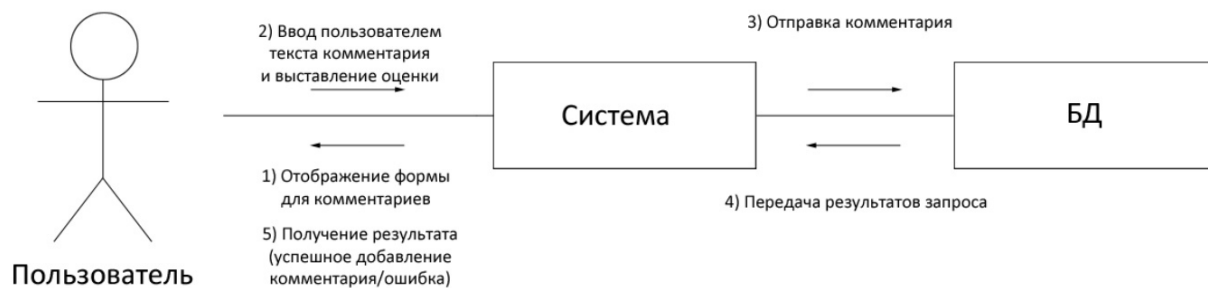 2) Ввод пользователем
текста комментария
и выставление оценки
3) Отправка комментария
Система
БД
1) Отображение формы
для комментариев
4) Передача результатов запроса
5) Получение результата
(успешное добавление
комментария/ошибка)
Пользователь